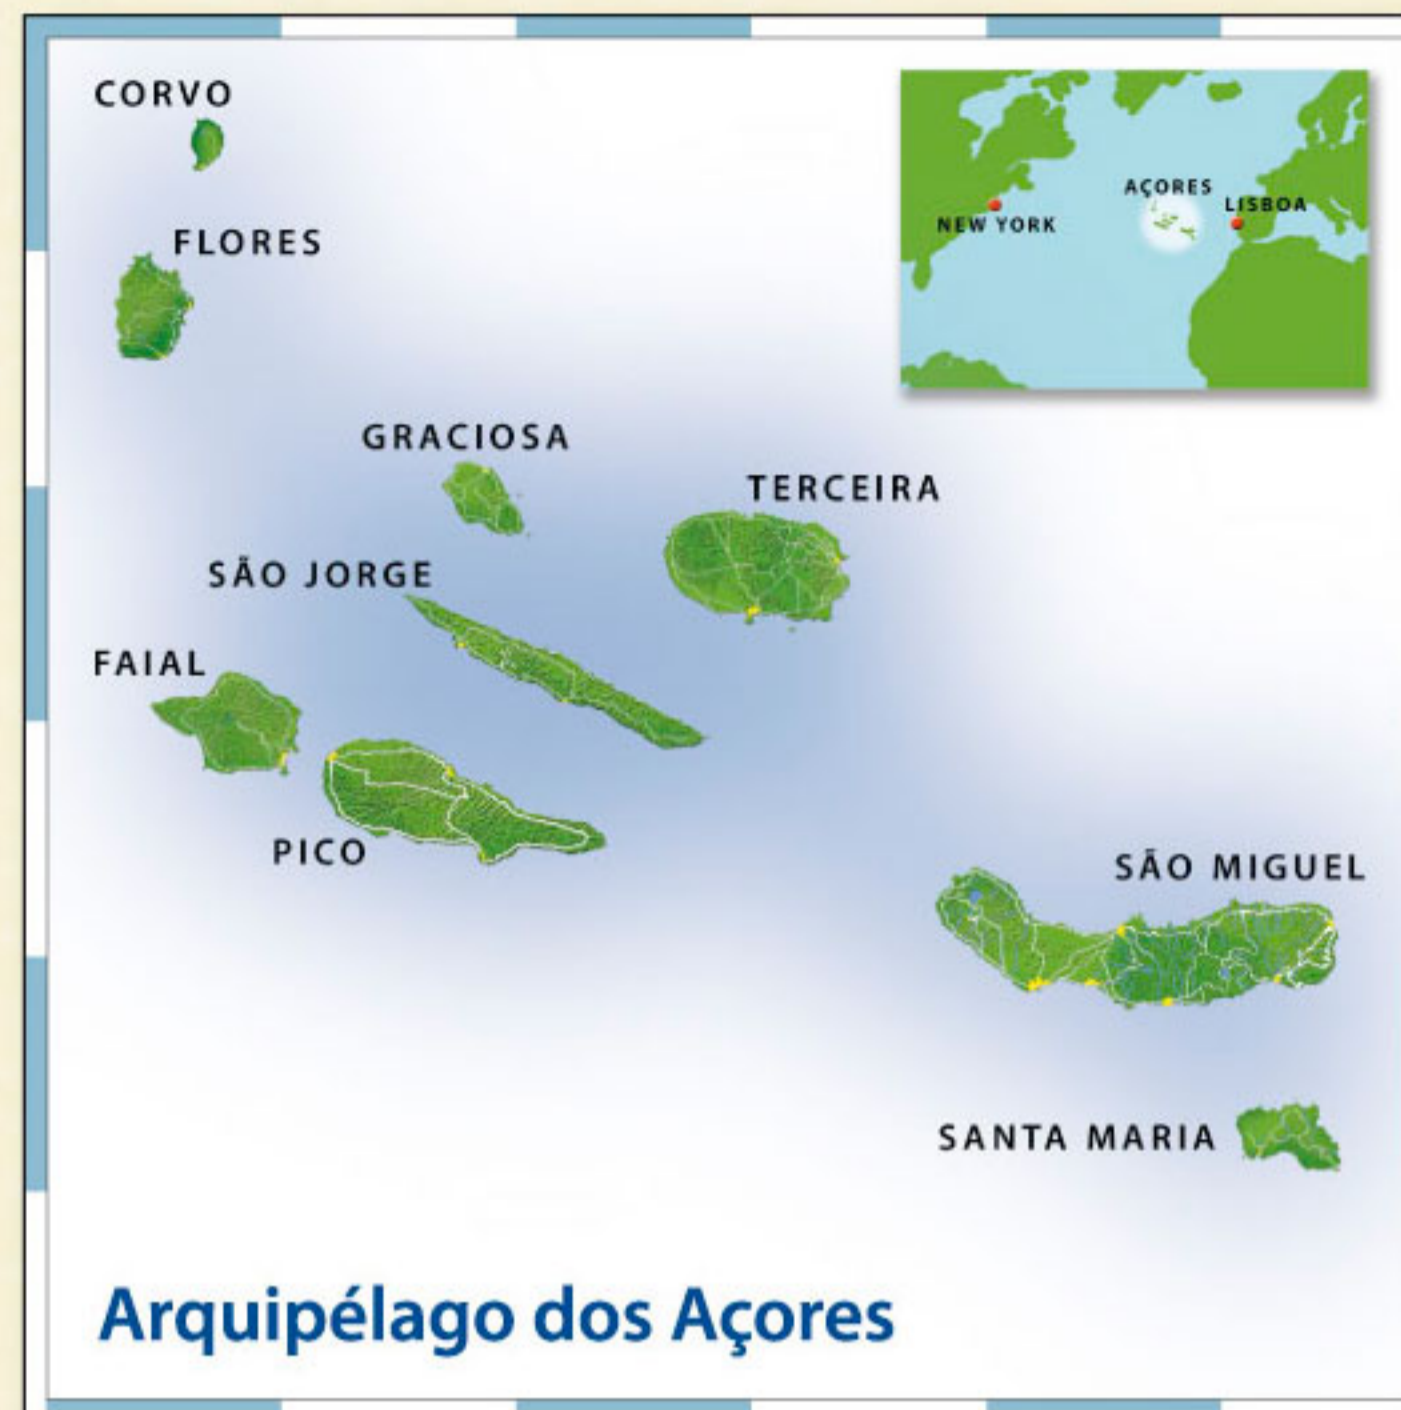 CORVO
FLORES
AÇORES
LISBOA
NEW YORK
GRACIOSA
TERCEIRA
SÃO JORGE
FAIAL
PICO
SÃO MIGUEL
SANTA MARIA
Arquipélago dos Açores